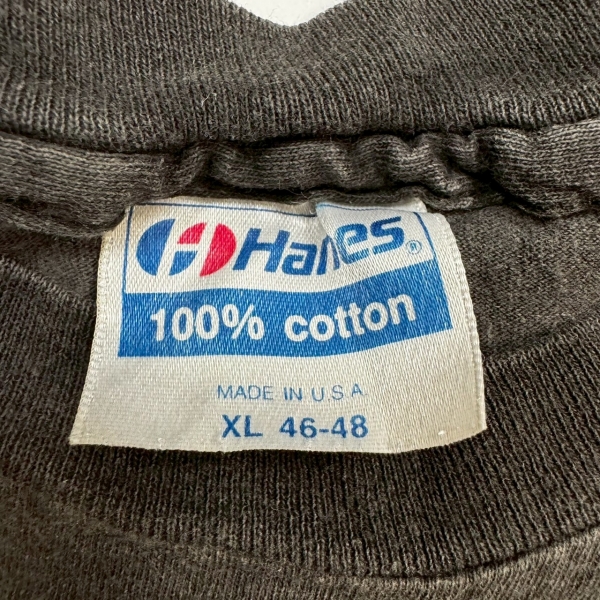 Hanes®
100% cotton
MADE IN U.S.A.
XL 46-48